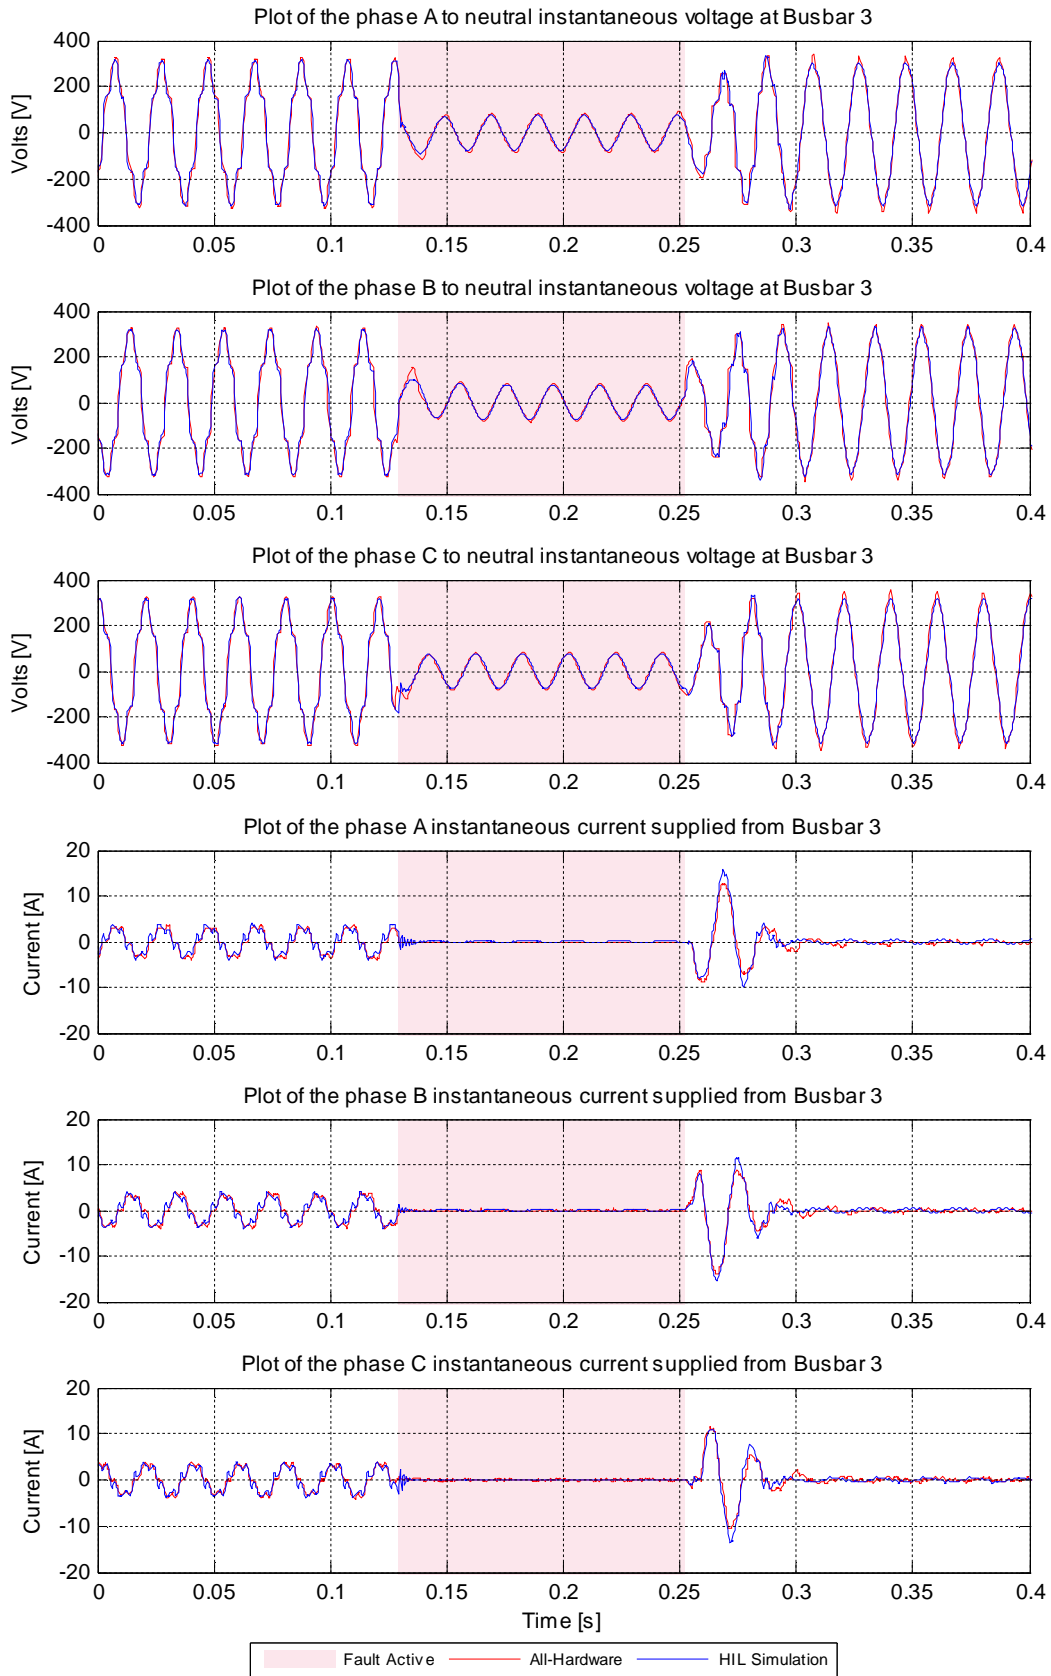 Plot of the phase A to neutral instantaneous voltage at Busbar 3
400
200
0
-200
-400
Volts [V]
0 0.05 0.1 0.15 0.2 0.25 0.3 0.35 0.4
Plot of the phase B to neutral instantaneous voltage at Busbar 3
400
200
0
-200
-400
Volts [V]
0 0.05 0.1 0.15 0.2 0.25 0.3 0.35 0.4
Plot of the phase C to neutral instantaneous voltage at Busbar 3
400
200
0
-200
-400
Volts [V]
0 0.05 0.1 0.15 0.2 0.25 0.3 0.35 0.4
Plot of the phase A instantaneous current supplied from Busbar 3
20
10
0
-10
-20
Current [A]
0 0.05 0.1 0.15 0.2 0.25 0.3 0.35 0.4
Plot of the phase B instantaneous current supplied from Busbar 3
20
10
0
-10
-20
Current [A]
0 0.05 0.1 0.15 0.2 0.25 0.3 0.35 0.4
Plot of the phase C instantaneous current supplied from Busbar 3
20
10
0
-10
-20
Current [A]
0 0.05 0.1 0.15 0.2 0.25 0.3 0.35 0.4
Time [s]
Fault Active All-Hardware HIL Simulation